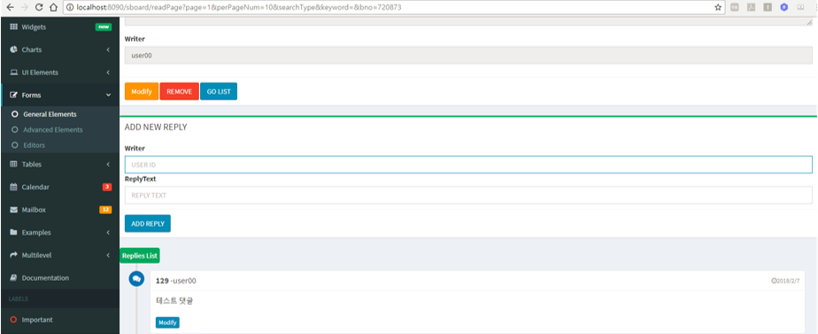 localhost:8090/sboard/readPage?page=1&perPageNum=10&searchType&keyword=&bno=720873
Widgets new
Charts
UI Elements
Forms
General Elements
Advanced Elements
Editors
Tables
Calendar 3
Mailbox 12
Examples
Multilevel
Documentation
LABELS
Important
Writer
user00
Modify REMOVE GO LIST
ADD NEW REPLY
Writer
USER ID
ReplyText
REPLY TEXT
ADD REPLY
Replies List
129 -user00 2018/2/7
테스트 댓글
Modify